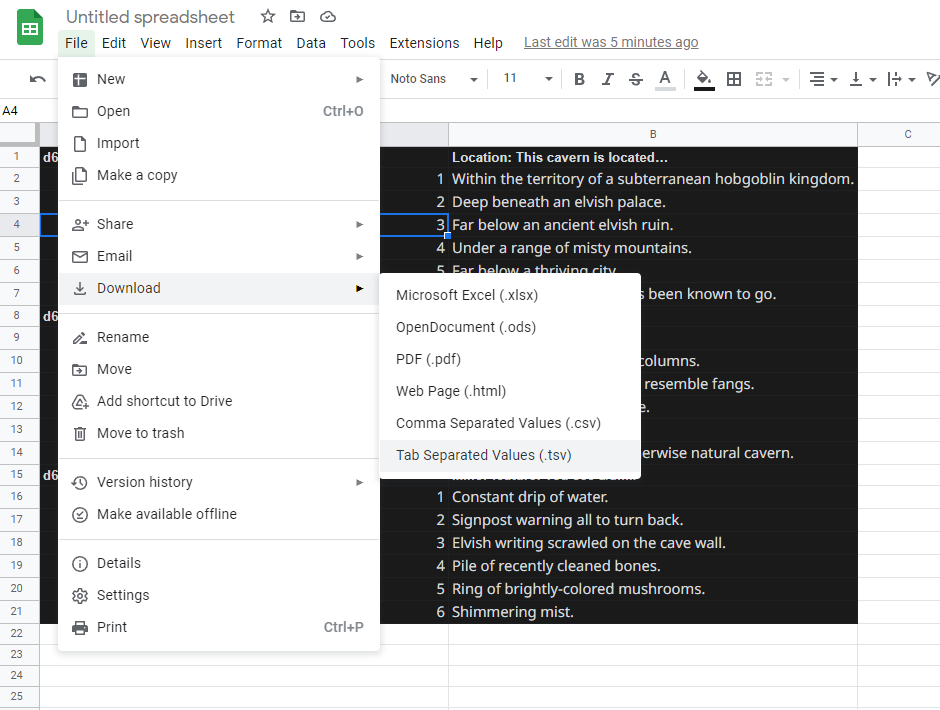 Untitled spreadsheet
File Edit View Insert Format Data Tools Extensions Help Last edit was 5 minutes ago
Noto Sans 11 B I S A
A4
B C
1 d6 Location: This cavern is located…
2 1 Within the territory of a subterranean hobgoblin kingdom.
3 2 Deep beneath an elvish palace.
4 3 Far below an ancient elvish ruin.
5 4 Under a range of misty mountains.
6 5 Far below a thriving city.
7 s been known to go.
8 d6
9
10 columns.
11 resemble fangs.
12 e.
13
14 erwise natural cavern.
15 d6
16 1 Constant drip of water.
17 2 Signpost warning all to turn back.
18 3 Elvish writing scrawled on the cave wall.
19 4 Pile of recently cleaned bones.
20 5 Ring of brightly-colored mushrooms.
21 6 Shimmering mist.
22
23
24
25
New
Open Ctrl+O
Import
Make a copy
Share
Email
Download
Rename
Move
Add shortcut to Drive
Move to trash
Version history
Make available offline
Details
Settings
Print Ctrl+P
Microsoft Excel (.xlsx)
OpenDocument (.ods)
PDF (.pdf)
Web Page (.html)
Comma Separated Values (.csv)
Tab Separated Values (.tsv)